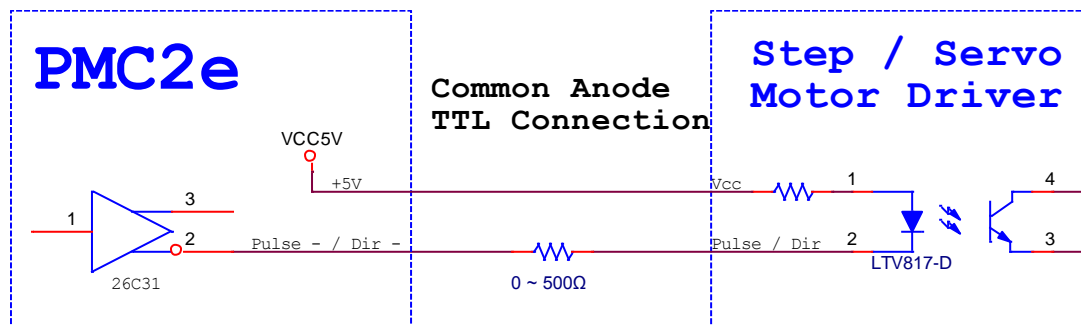 PMC2e
Common Anode
TTL Connection
Step / Servo
Motor Driver
VCC5V
+5V
Vcc
1
4
3
1
2
Pulse - / Dir -
Pulse / Dir
2
3
26C31
0 ~ 500Ω
LTV817-D